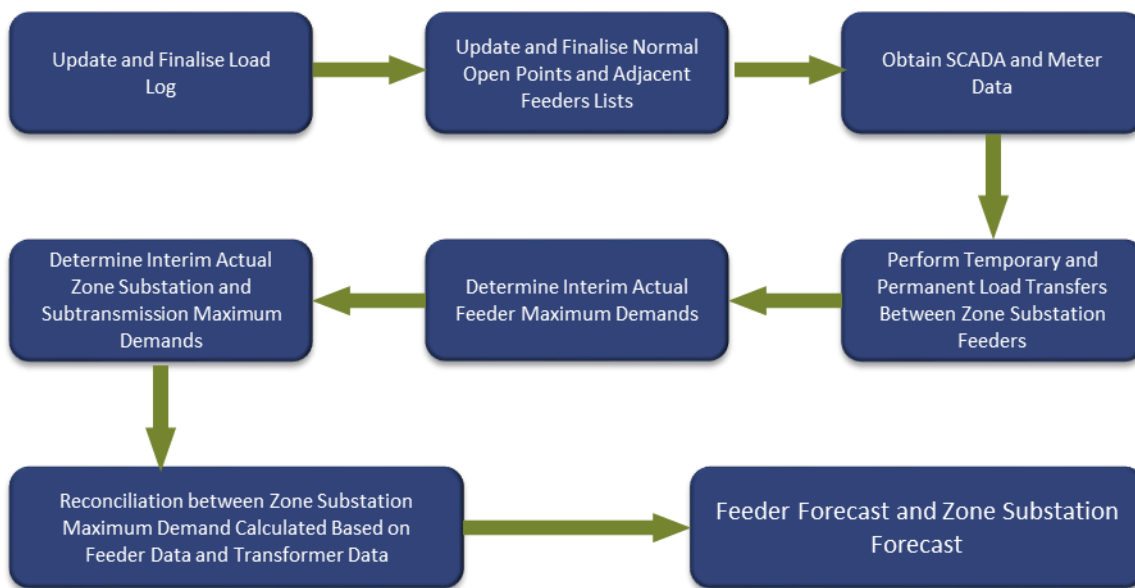 Update and Finalise Load
Log
Update and Finalise Normal
Open Points and Adjacent
Feeders Lists
Obtain SCADA and Meter
Data
Determine Interim Actual
Zone Substation and
Subtransmission Maximum
Demands
Determine Interim Actual
Feeder Maximum Demands
Perform Temporary and
Permanent Load Transfers
Between Zone Substation
Feeders
Reconciliation between Zone Substation
Maximum Demand Calculated Based on
Feeder Data and Transformer Data
Feeder Forecast and Zone Substation
Forecast